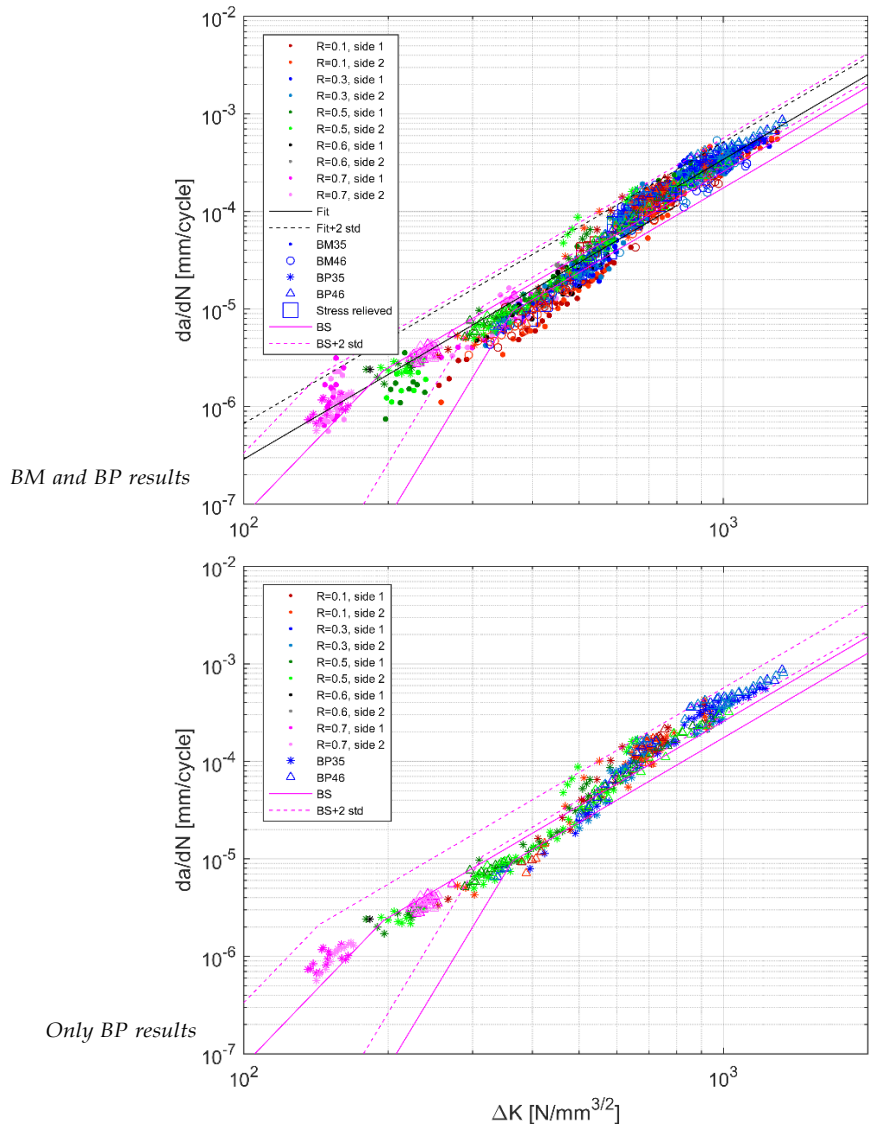 10^-2
10^-3
10^-4
10^-5
10^-6
10^-7
da/dN [mm/cycle]
R=0.1, side 1
R=0.1, side 2
R=0.3, side 1
R=0.3, side 2
R=0.5, side 1
R=0.5, side 2
R=0.6, side 1
R=0.6, side 2
R=0.7, side 1
R=0.7, side 2
Fit
Fit+2 std
BM35
BM46
BP35
BP46
Stress relieved
BS
BS+2 std
BM and BP results
10^2
10^3
10^-2
10^-3
10^-4
10^-5
10^-6
10^-7
da/dN [mm/cycle]
R=0.1, side 1
R=0.1, side 2
R=0.3, side 1
R=0.3, side 2
R=0.5, side 1
R=0.5, side 2
R=0.6, side 1
R=0.6, side 2
R=0.7, side 1
R=0.7, side 2
BP35
BP46
BS
BS+2 std
Only BP results
10^2
10^3
ΔK [N/mm^3/2]